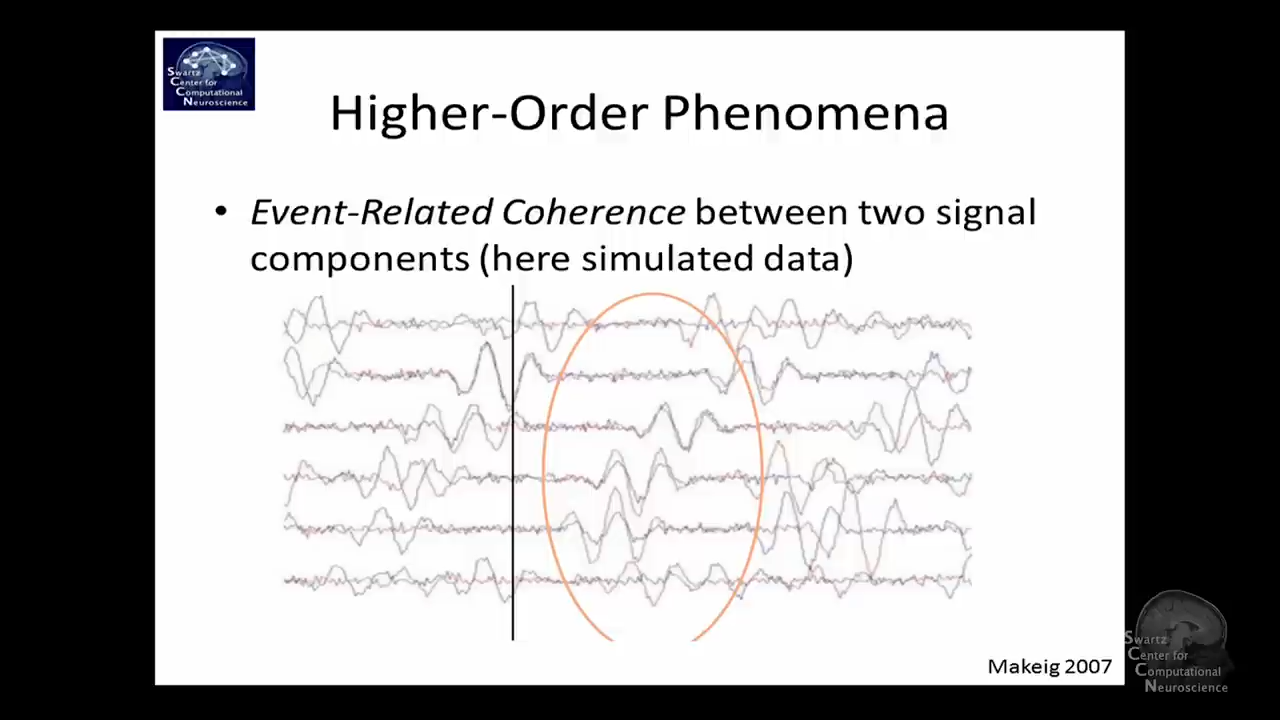 Swartz
Center for
Computational
Neuroscience
Higher-Order Phenomena
• Event-Related Coherence between two signal
components (here simulated data)
Makeig 2007
Swartz
Center for
Computational
Neuroscience